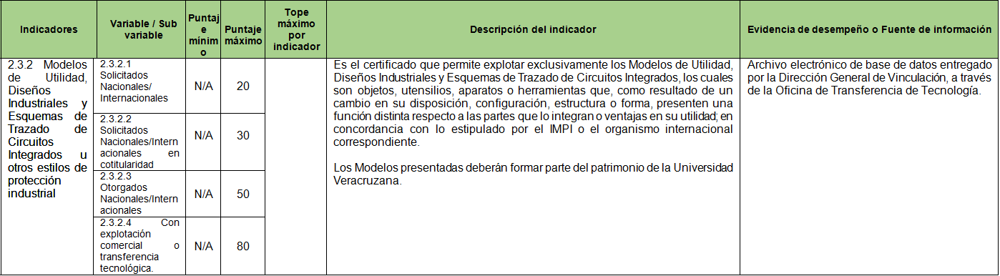 Indicadores
Variable / Sub
variable
Puntaj
e
mínim
o
Puntaje
máximo
Tope
máximo
por
indicador
Descripción del indicador
Evidencia de desempeño o Fuente de información
2.3.2 Modelos
de Utilidad,
Diseños
Industriales y
Esquemas de
Trazado de
Circuitos
Integrados u
otros estilos de
protección
industrial
2.3.2.1
Solicitados
Nacionales/
Internacionales
N/A
20
2.3.2.2
Solicitados
Nacionales/Intern
acionales en
cotitularidad
N/A
30
2.3.2.3
Otorgados
Nacionales/Intern
acionales
N/A
50
2.3.2.4 Con
explotación
comercial o
transferencia
tecnológica.
N/A
80
Es el certificado que permite explotar exclusivamente los Modelos de Utilidad,
Diseños Industriales y Esquemas de Trazado de Circuitos Integrados, los cuales
son objetos, utensilios, aparatos o herramientas que, como resultado de un
cambio en su disposición, configuración, estructura o forma, presenten una
función distinta respecto a las partes que lo integran o ventajas en su utilidad; en
concordancia con lo estipulado por el IMPI o el organismo internacional
correspondiente.
Los Modelos presentadas deberán formar parte del patrimonio de la Universidad
Veracruzana.
Archivo electrónico de base de datos entregado
por la Dirección General de Vinculación, a través
de la Oficina de Transferencia de Tecnología.